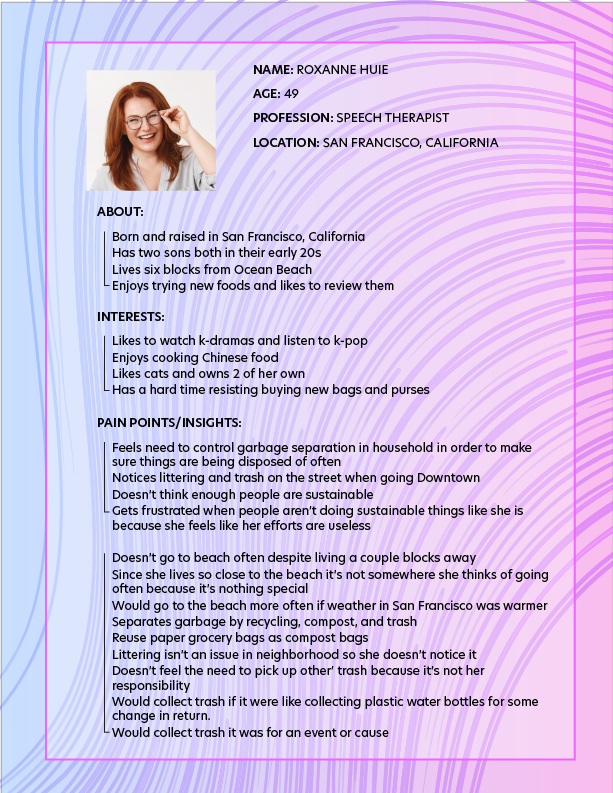 NAME: ROXANNE HUIE
AGE: 49
PROFESSION: SPEECH THERAPIST
LOCATION: SAN FRANCISCO, CALIFORNIA
ABOUT:
Born and raised in San Francisco, California
Has two sons both in their early 20s
Lives six blocks from Ocean Beach
Enjoys trying new foods and likes to review them
INTERESTS:
Likes to watch k-dramas and listen to k-pop
Enjoys cooking Chinese food
Likes cats and owns 2 of her own
Has a hard time resisting buying new bags and purses
PAIN POINTS/INSIGHTS:
Feels need to control garbage separation in household in order to make
sure things are being disposed of often
Notices littering and trash on the street when going Downtown
Doesn't think enough people are sustainable
Gets frustrated when people aren't doing sustainable things like she is
because she feels like her efforts are useless
Doesn't go to beach often despite living a couple blocks away
Since she lives so close to the beach it's not somewhere she thinks of going
often because it's nothing special
Would go to the beach more often if weather in San Francisco was warmer
Separates garbage by recycling, compost, and trash
Reuse paper grocery bags as compost bags
Littering isn't an issue in neighborhood so she doesn't notice it
Doesn't feel the need to pick up other' trash because it's not her
responsibility
Would collect trash if it were like collecting plastic water bottles for some
change in return.
Would collect trash it was for an event or cause